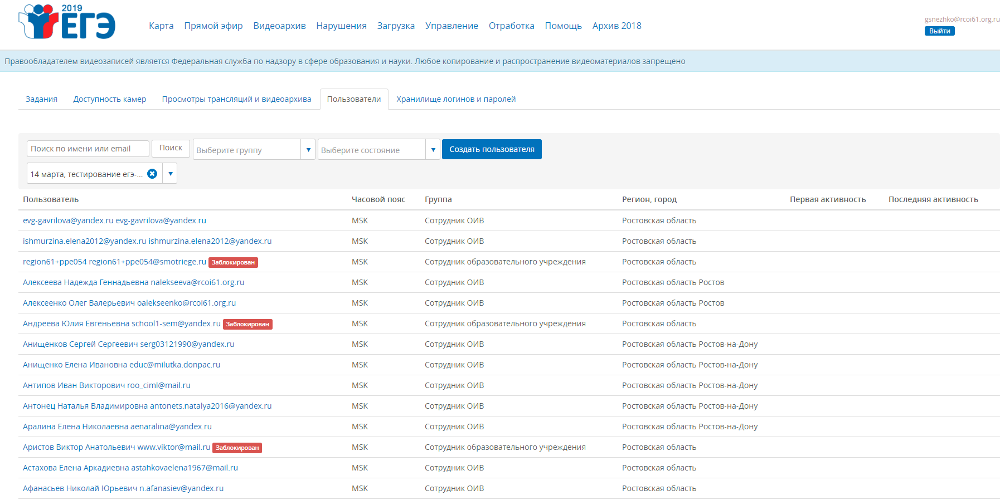 2019
ЕГЭ
Карта Прямой эфир Видеоархив Нарушения Загрузка Управление Отработка Помощь Архив 2018
gsnezhko@rcoi61.org.ru
Выйти
Правообладателем видеозаписей является Федеральная служба по надзору в сфере образования и науки. Любое копирование и распространение видеоматериалов запрещено
Задания Доступность камер Просмотры трансляций и видеоархива Пользователи Хранилище логинов и паролей
Поиск по имени или email Поиск Выберите группу Выберите состояние Создать пользователя
14 марта, тестирование егэ-...
Пользователь Часовой пояс Группа Регион, город Первая активность Последняя активность
evg-gavrilova@yandex.ru evg-gavrilova@yandex.ru MSK Сотрудник ОИВ Ростовская область
ishmurzina.elena2012@yandex.ru ishmurzina.elena2012@yandex.ru MSK Сотрудник ОИВ Ростовская область
region61+ppe054 region61+ppe054@smotriege.ru Заблокирован MSK Сотрудник образовательного учреждения Ростовская область
Алексеева Надежда Геннадьевна nalekseeva@rcoi61.org.ru MSK Сотрудник ОИВ Ростовская область Ростов
Алексеенко Олег Валерьевич oalekseenko@rcoi61.org.ru MSK Сотрудник ОИВ Ростовская область Ростов
Андреева Юлия Евгеньевна school1-sem@yandex.ru Заблокирован MSK Сотрудник образовательного учреждения Ростовская область
Анищенков Сергей Сергеевич serg03121990@yandex.ru MSK Сотрудник ОИВ Ростовская область Ростов-на-Дону
Анищенко Елена Ивановна educ@milutka.donpac.ru MSK Сотрудник ОИВ Ростовская область Ростов-на-Дону
Антипов Иван Викторович roo_ciml@mail.ru MSK Сотрудник ОИВ Ростовская область Ростов-на-Дону
Антонец Наталья Владимировна antonets.natalya2016@yandex.ru MSK Сотрудник ОИВ Ростовская область Ростов-на-Дону
Аралина Елена Николаевна aenaralina@yandex.ru MSK Сотрудник ОИВ Ростовская область Ростов-на-Дону
Аристов Виктор Анатольевич www.viktor@mail.ru Заблокирован MSK Сотрудник образовательного учреждения Ростовская область
Астахова Елена Аркадиевна astahkovaelena1967@mail.ru MSK Сотрудник ОИВ Ростовская область
Афанасьев Николай Юрьевич n.afanasiev@yandex.ru MSK Сотрудник ОИВ Ростовская область